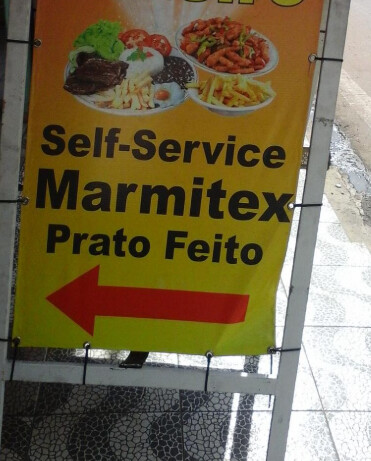 Self-Service
Marmitex
Prato Feito